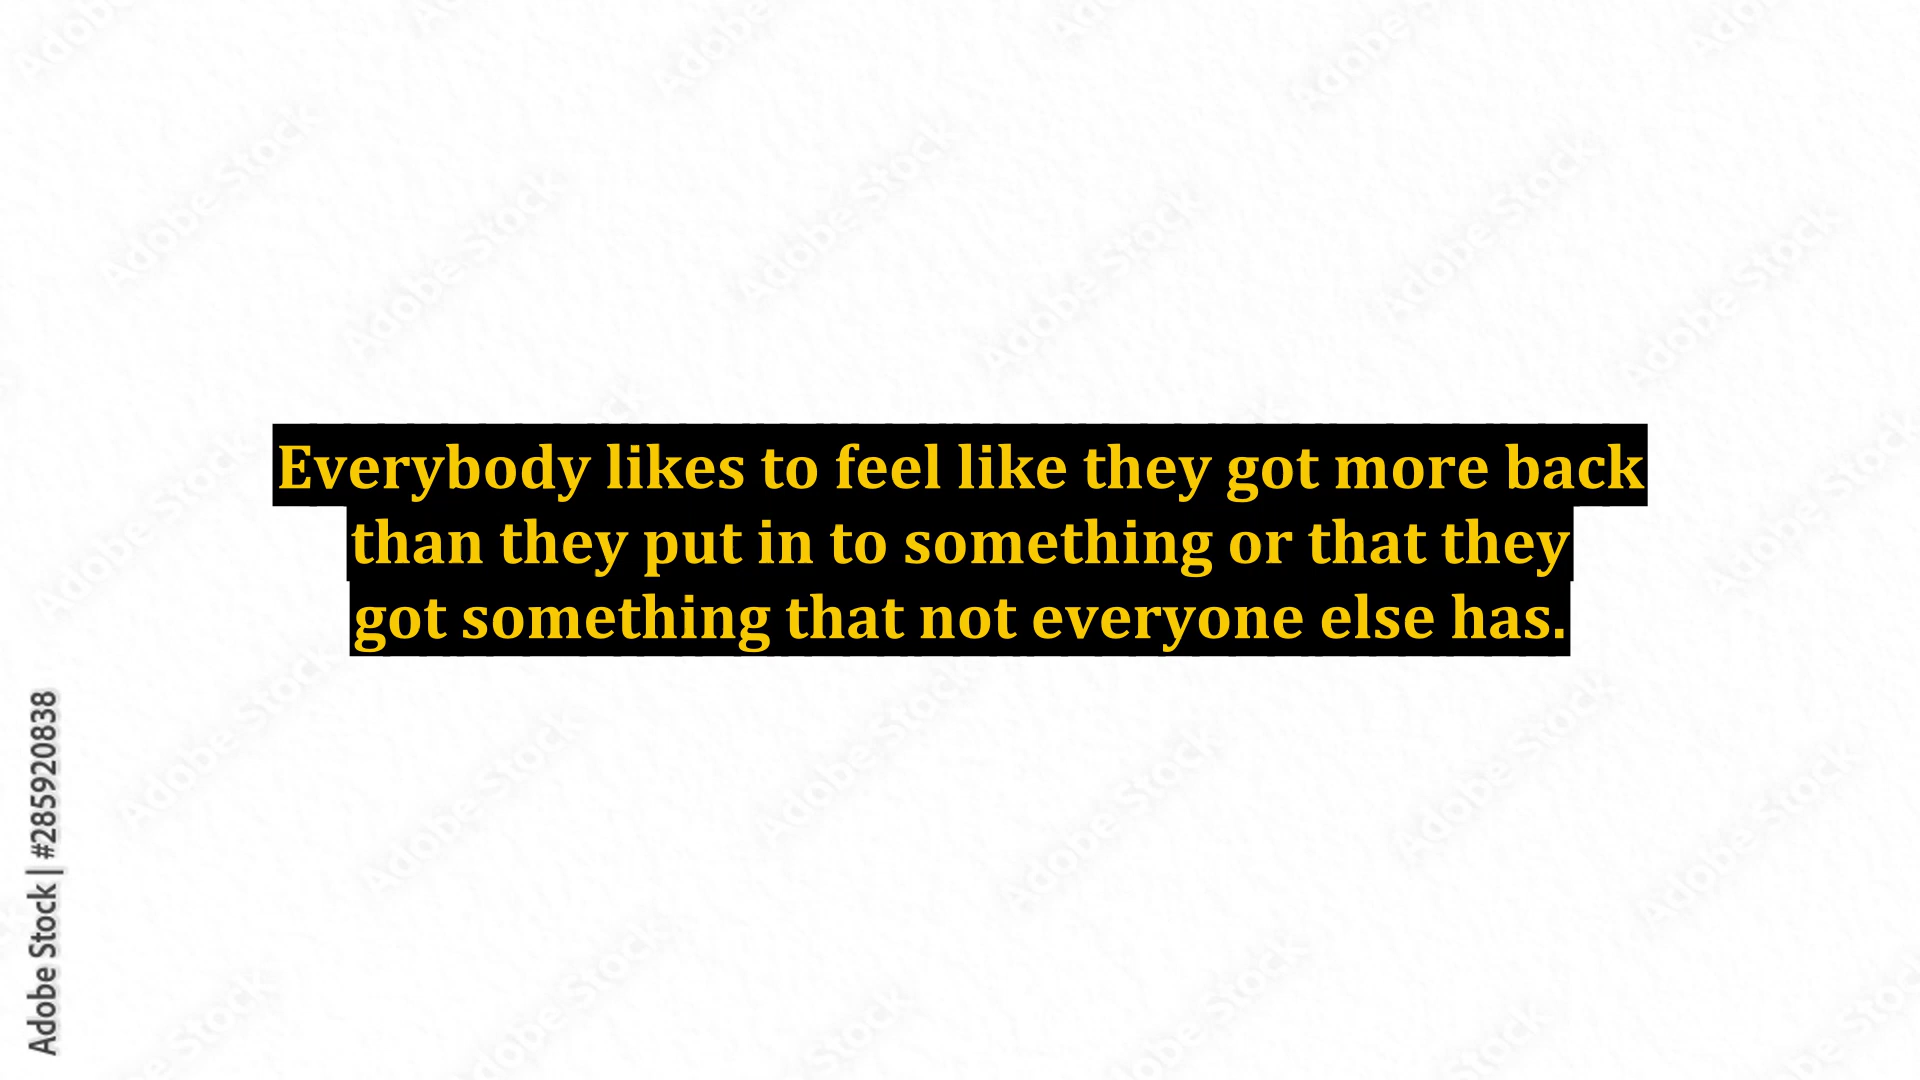 Everybody likes to feel like they got more back
than they put in to something or that they
got something that not everyone else has.
Adobe Stock | #285920838